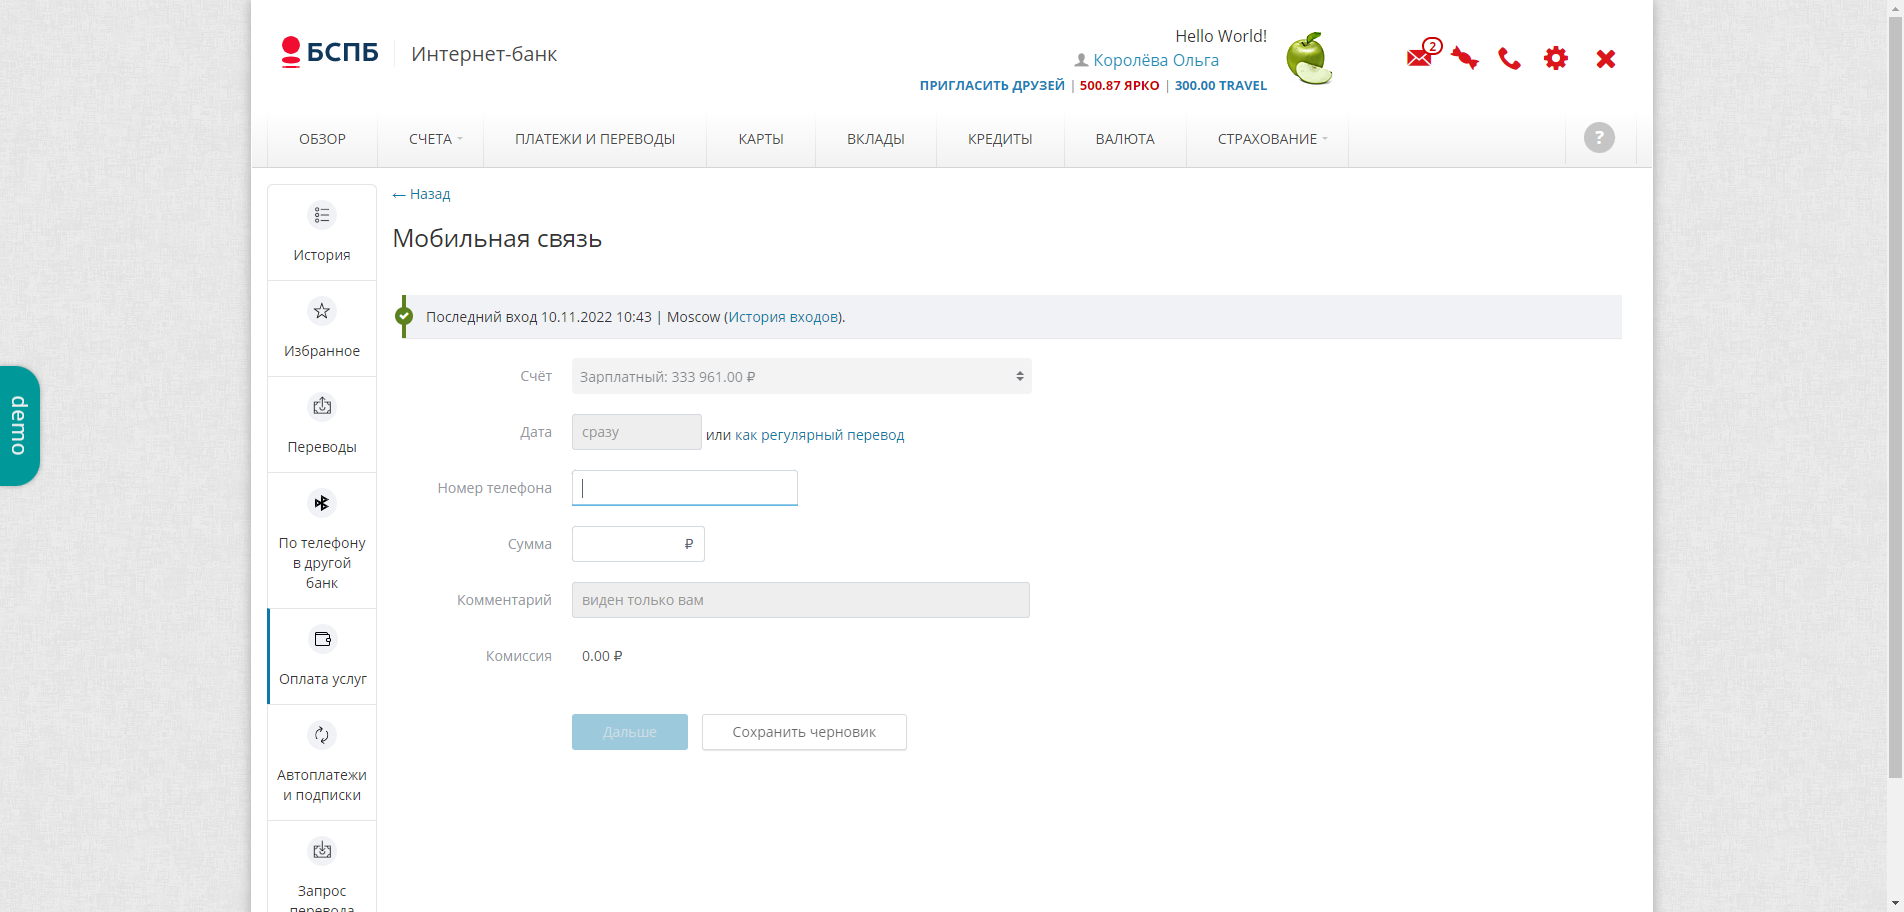 БСПБ
Интернет-банк
Hello World!
Королёва Ольга
ПРИГЛАСИТЬ ДРУЗЕЙ | 500.87 ЯРКО | 300.00 TRAVEL
2
ОБЗОР
СЧЕТА
ПЛАТЕЖИ И ПЕРЕВОДЫ
КАРТЫ
ВКЛАДЫ
КРЕДИТЫ
ВАЛЮТА
СТРАХОВАНИЕ
?
История
Избранное
Переводы
По телефону
в другой
банк
Оплата услуг
Автоплатежи
и подписки
Запрос
перевода
demo
← Назад
Мобильная связь
Последний вход 10.11.2022 10:43 | Moscow (История входов).
Счёт
Зарплатный: 333 961.00 ₽
Дата
сразу
или как регулярный перевод
Номер телефона
Сумма
₽
Комментарий
виден только вам
Комиссия
0.00 ₽
Дальше
Сохранить черновик